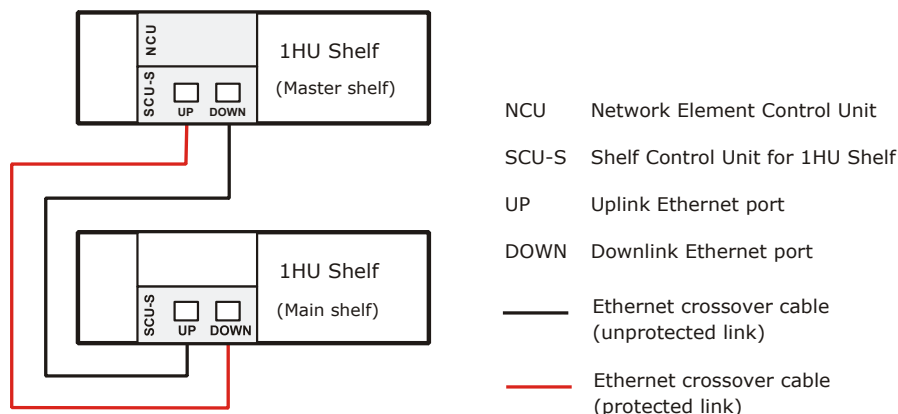 NCU
1HU Shelf
(Master shelf)
SCU-S
UP DOWN
1HU Shelf
(Main shelf)
SCU-S
UP DOWN
NCU Network Element Control Unit
SCU-S Shelf Control Unit for 1HU Shelf
UP Uplink Ethernet port
DOWN Downlink Ethernet port
Ethernet crossover cable
(unprotected link)
Ethernet crossover cable
(protected link)